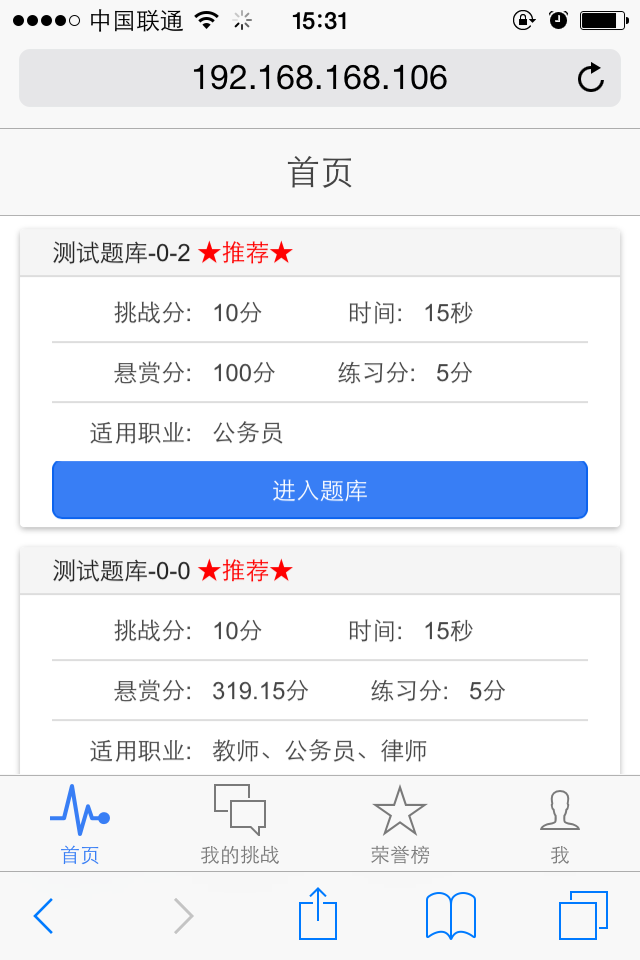 中国联通 15:31
192.168.168.106
首页
测试题库-0-2 ★推荐★
挑战分: 10分 时间: 15秒
悬赏分: 100分 练习分: 5分
适用职业: 公务员
进入题库
测试题库-0-0 ★推荐★
挑战分: 10分 时间: 15秒
悬赏分: 319.15分 练习分: 5分
适用职业: 教师、公务员、律师
首页 我的挑战 荣誉榜 我